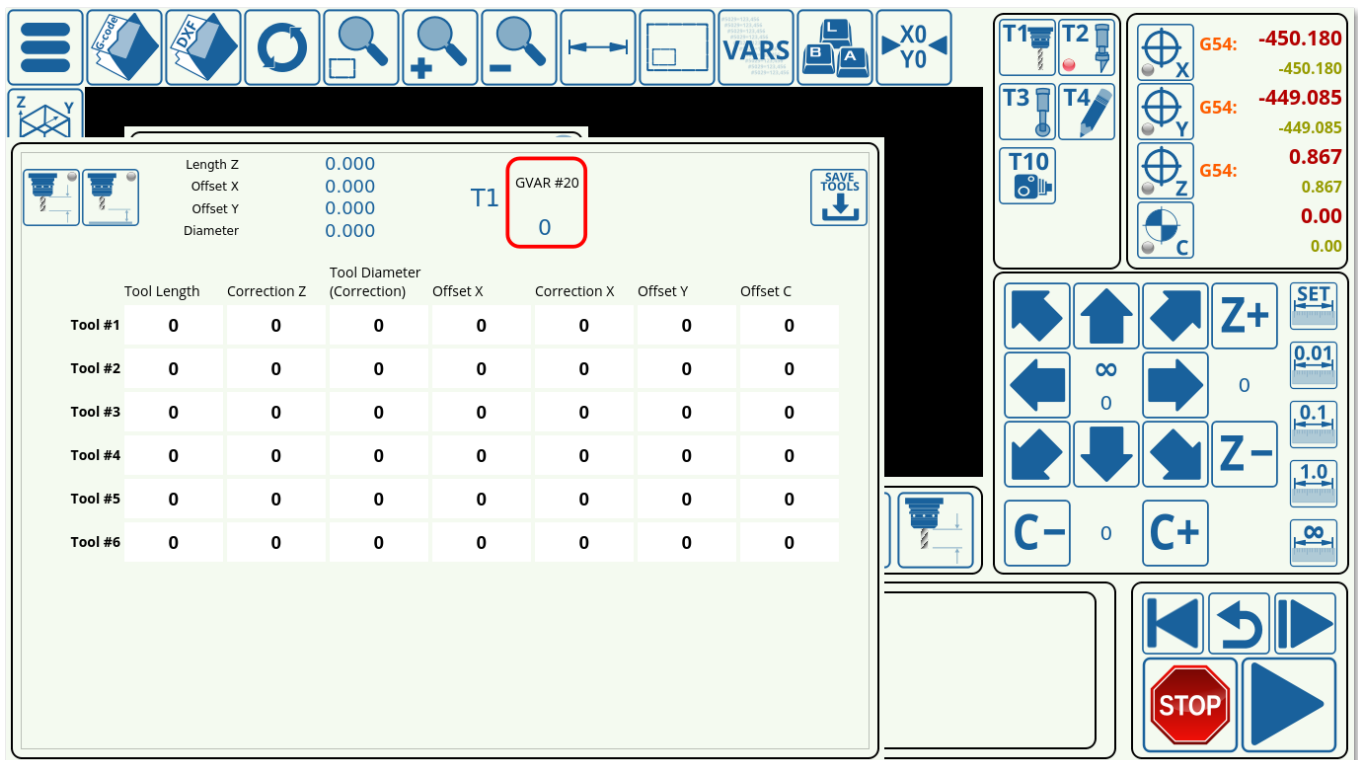 G-code
DXF
VARS
L
B
A
X0
Y0
Z
Y
T1
T2
T3
T4
T10
X
G54:
-450.180
-450.180
Y
G54:
-449.085
-449.085
Z
G54:
0.867
0.867
C
0.00
0.00
Length Z 0.000
Offset X 0.000
Offset Y 0.000
Diameter 0.000
T1
GVAR #20
0
SAVE
TOOLS
Tool Length Correction Z Tool Diameter (Correction) Offset X Correction X Offset Y Offset C
Tool #1 0 0 0 0 0 0 0
Tool #2 0 0 0 0 0 0 0
Tool #3 0 0 0 0 0 0 0
Tool #4 0 0 0 0 0 0 0
Tool #5 0 0 0 0 0 0 0
Tool #6 0 0 0 0 0 0 0
Z+
SET
∞
0
0
0.01
0.1
Z−
1.0
C−
0
C+
∞
STOP